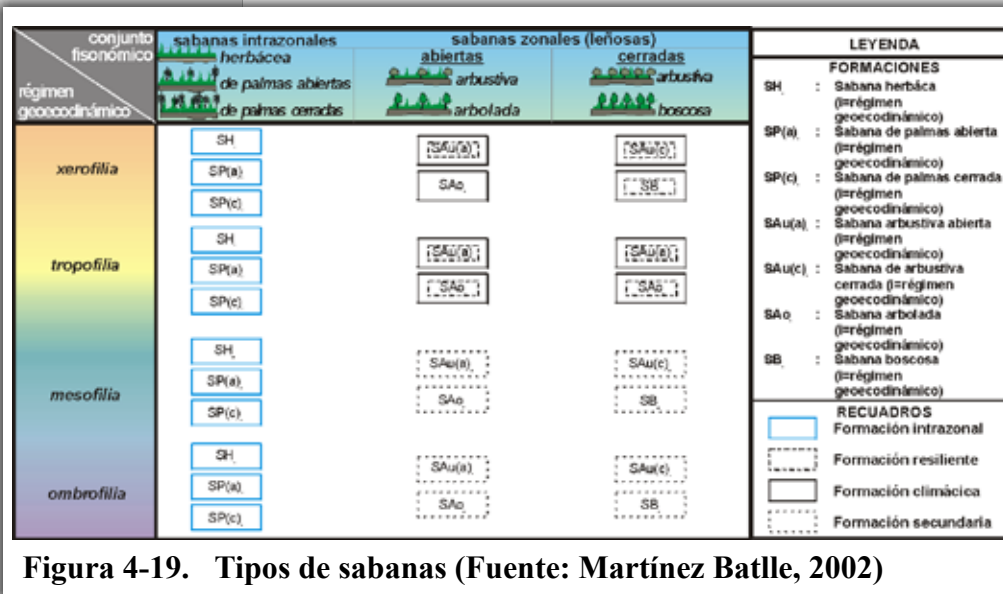 conjunto
fisonómico
régimen
geoecodinámico
sabanas intrazonales
herbácea
de palmas abiertas
de palmas cerradas
sabanas zonales (leñosas)
abiertas
arbustiva
arbolada
cerradas
arbustiva
boscosa
xerofilia
SH
SP(a)
SP(c)
SAu(a)
SAo
SAu(c)
SB
tropofilia
SH
SP(a)
SP(c)
SAu(a)
SAo
SAu(c)
SAo
mesofilia
SH
SP(a)
SP(c)
SAu(a)
SAo
SAu(c)
SB
ombrofilia
SH
SP(a)
SP(c)
SAu(a)
SAo
SAu(c)
SB
LEYENDA
FORMACIONES
SH : Sabana herbáca
(i=régimen
geoecodinámico)
SP(a) : Sabana de palmas abierta
(i=régimen
geoecodinámico)
SP(c) : Sabana de palmas cerrada
(i=régimen
geoecodinámico)
SAu(a) : Sabana arbustiva abierta
(i=régimen
geoecodinámico)
SAu(c) : Sabana de arbustiva
cerrada (i=régimen
geoecodinámico)
SAo : Sabana arbolada
(i=régimen
geoecodinámico)
SB : Sabana boscosa
(i=régimen
geoecodinámico)
RECUADROS
Formación intrazonal
Formación resiliente
Formación climácica
Formación secundaria
Figura 4-19. Tipos de sabanas (Fuente: Martínez Batlle, 2002)